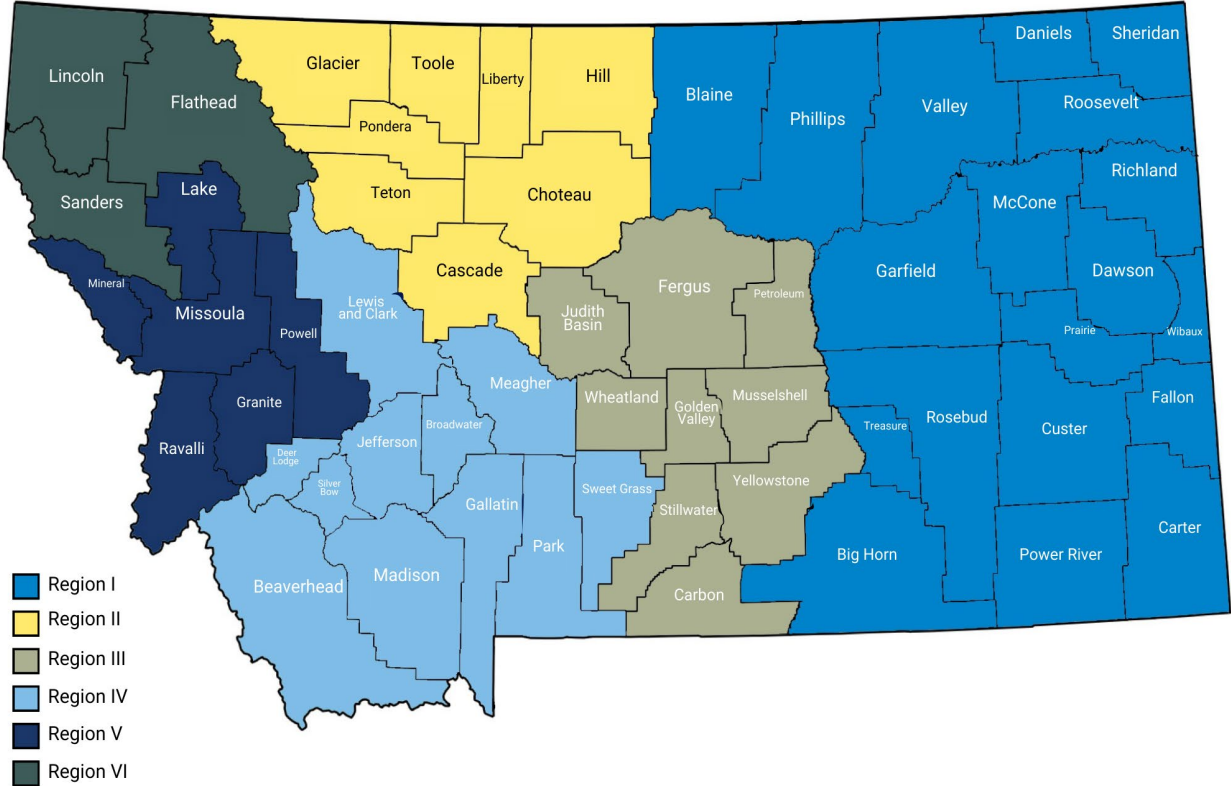 Daniels
Sheridan
Lincoln
Glacier
Toole
Liberty
Hill
Blaine
Flathead
Phillips
Valley
Roosevelt
Pondera
Sanders
Lake
Teton
Choteau
McCone
Richland
Mineral
Missoula
Powell
Lewis
and Clark
Cascade
Judith
Basin
Fergus
Petroleum
Garfield
Dawson
Prairie
Wibaux
Granite
Ravalli
Deer
Lodge
Silver
Bow
Jefferson
Broadwater
Meagher
Wheatland
Golden
Valley
Musselshell
Treasure
Rosebud
Custer
Fallon
Gallatin
Park
Sweet Grass
Stillwater
Yellowstone
Beaverhead
Madison
Carbon
Big Horn
Power River
Carter
Region I
Region II
Region III
Region IV
Region V
Region VI